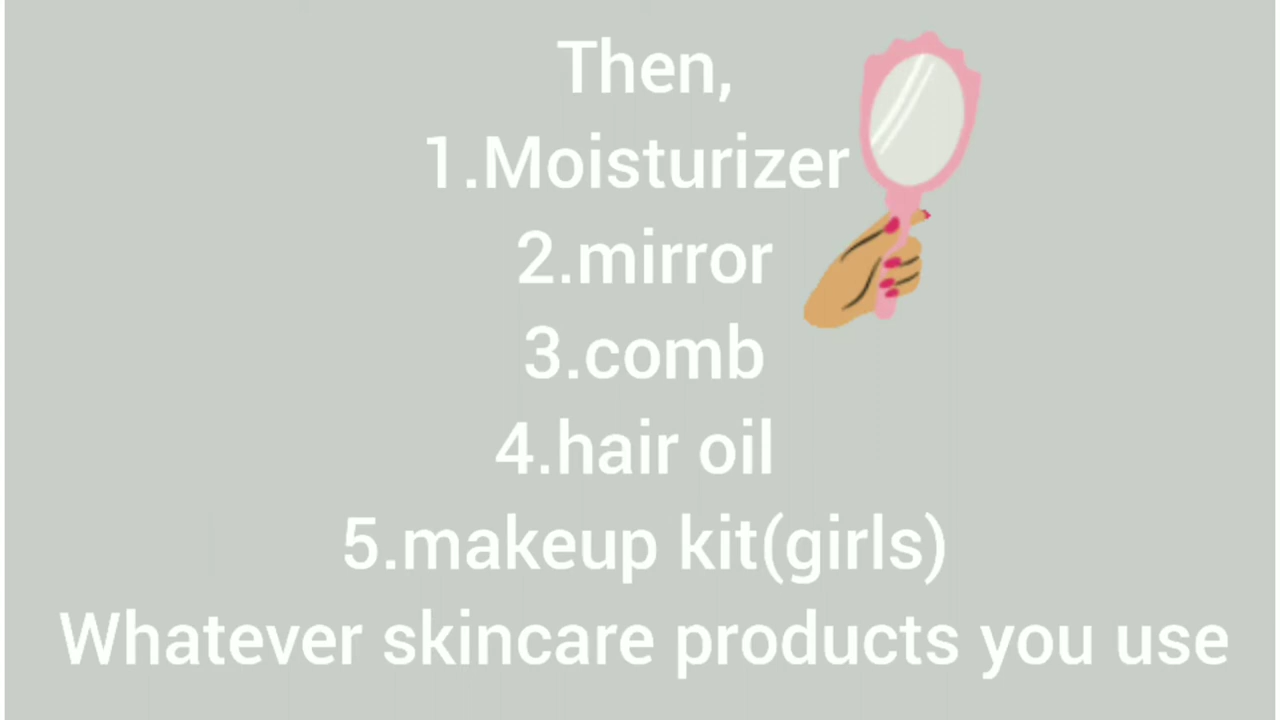 Then,
1.Moisturizer
2.mirror
3.comb
4.hair oil
5.makeup kit(girls)
Whatever skincare products you use